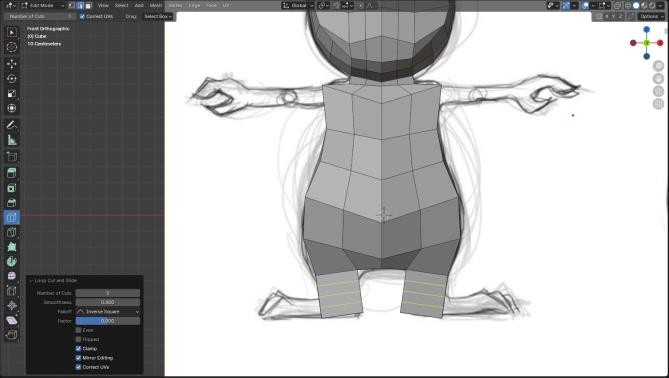 Edit Mode View Select Add Mesh Vertex Edge Face UV Global
Number of Cuts 1 Correct UVs Drag: Select Box X Y Z Options
Front Orthographic
(0) Cube
10 Centimeters
Loop Cut and Slide
Number of Cuts 3
Smoothness 0.000
Falloff Inverse Square
Factor 0.000
Even
Flipped
Clamp
Mirror Editing
Correct UVs